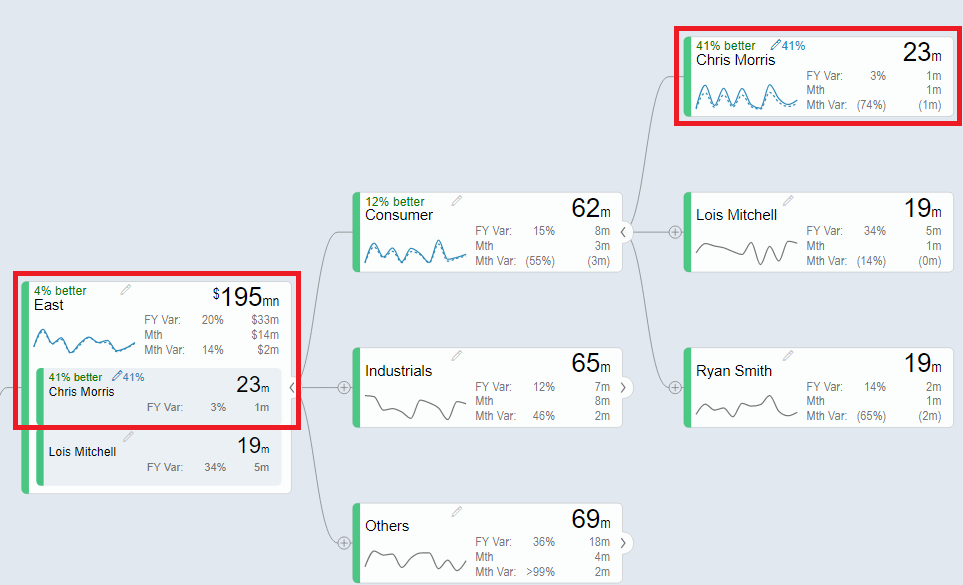 41% better 41%
Chris Morris 23m
FY Var: 3% 1m
Mth 1m
Mth Var: (74%) (1m)
12% better
Consumer 62m
FY Var: 15% 8m
Mth 3m
Mth Var: (55%) (3m)
Lois Mitchell 19m
FY Var: 34% 5m
Mth 1m
Mth Var: (14%) (0m)
4% better
East $195mn
FY Var: 20% $33m
Mth $14m
Mth Var: 14% $2m
41% better 41%
Chris Morris 23m
FY Var: 3% 1m
Lois Mitchell 19m
FY Var: 34% 5m
Industrials 65m
FY Var: 12% 7m
Mth 8m
Mth Var: 46% 2m
Ryan Smith 19m
FY Var: 14% 2m
Mth 1m
Mth Var: (65%) (2m)
Others 69m
FY Var: 36% 18m
Mth 4m
Mth Var: >99% 2m